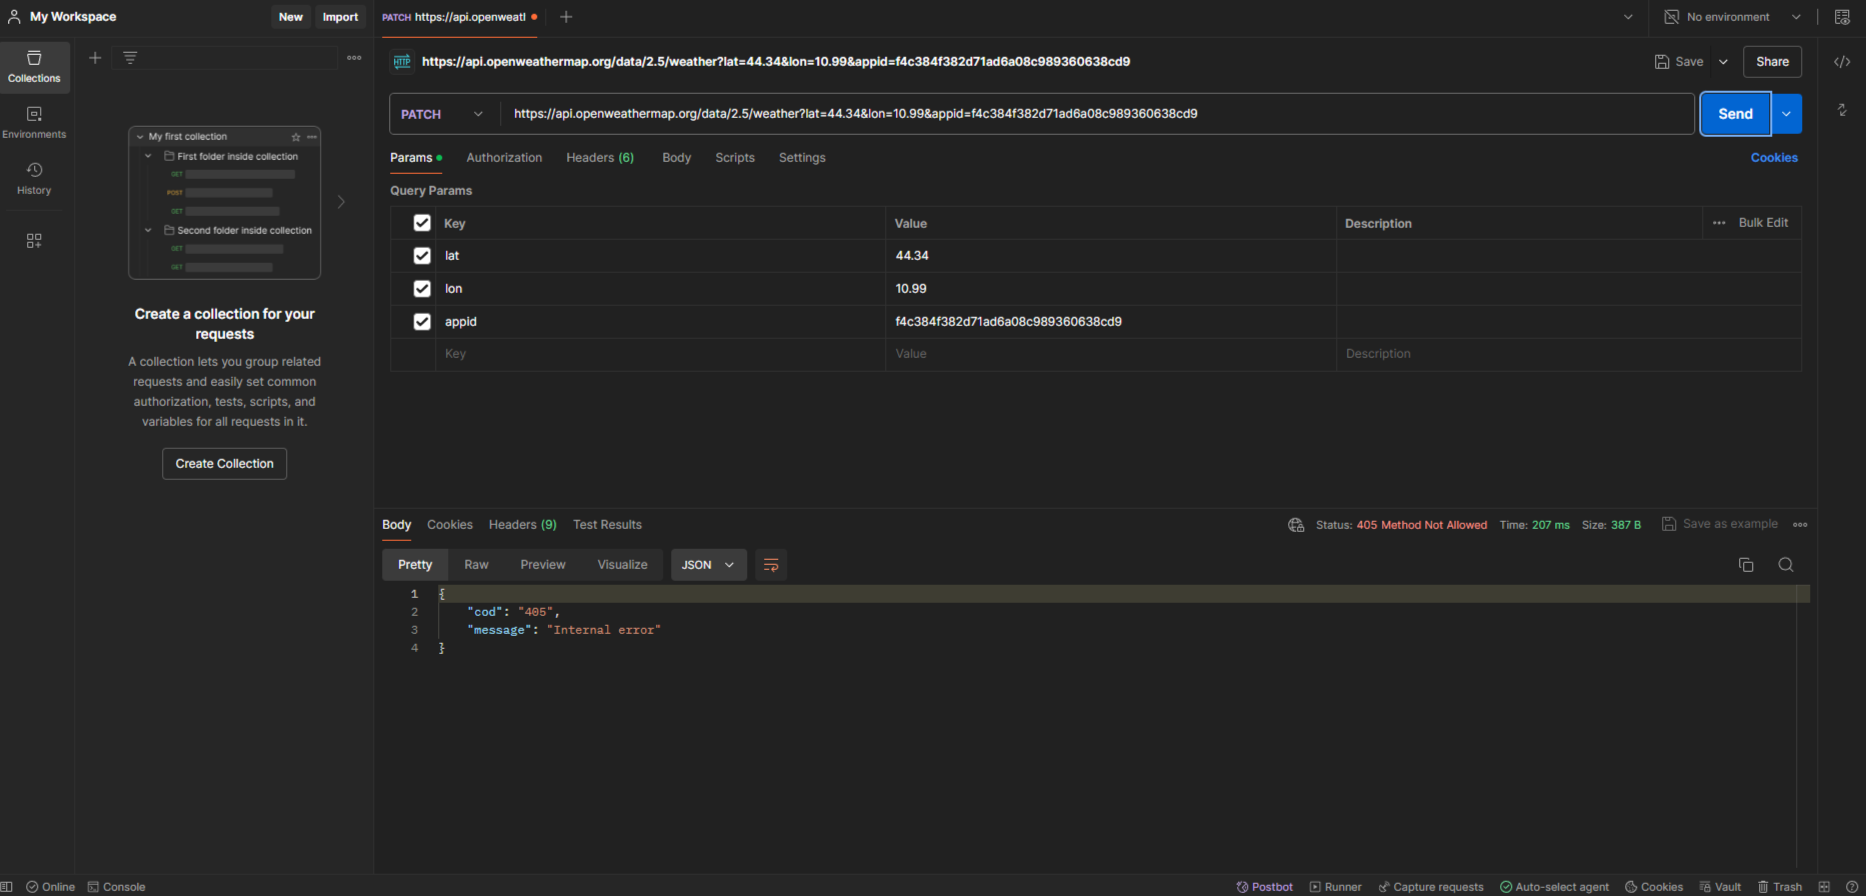 My Workspace
New
Import
PATCH https://api.openweatl
No environment
Collections
Environments
History
My first collection
First folder inside collection
GET
POST
GET
Second folder inside collection
GET
GET
Create a collection for your
requests
A collection lets you group related
requests and easily set common
authorization, tests, scripts, and
variables for all requests in it.
Create Collection
HTTP
https://api.openweathermap.org/data/2.5/weather?lat=44.34&lon=10.99&appid=f4c384f382d71ad6a08c989360638cd9
Save
Share
PATCH
https://api.openweathermap.org/data/2.5/weather?lat=44.34&lon=10.99&appid=f4c384f382d71ad6a08c989360638cd9
Send
Params
Authorization
Headers (6)
Body
Scripts
Settings
Cookies
Query Params
Key
Value
Description
Bulk Edit
lat
44.34
lon
10.99
appid
f4c384f382d71ad6a08c989360638cd9
Key
Value
Description
Body
Cookies
Headers (9)
Test Results
Status: 405 Method Not Allowed
Time: 207 ms
Size: 387 B
Save as example
Pretty
Raw
Preview
Visualize
JSON
1 {
2 "cod": "405",
3 "message": "Internal error"
4 }
Online
Console
Postbot
Runner
Capture requests
Auto-select agent
Cookies
Vault
Trash